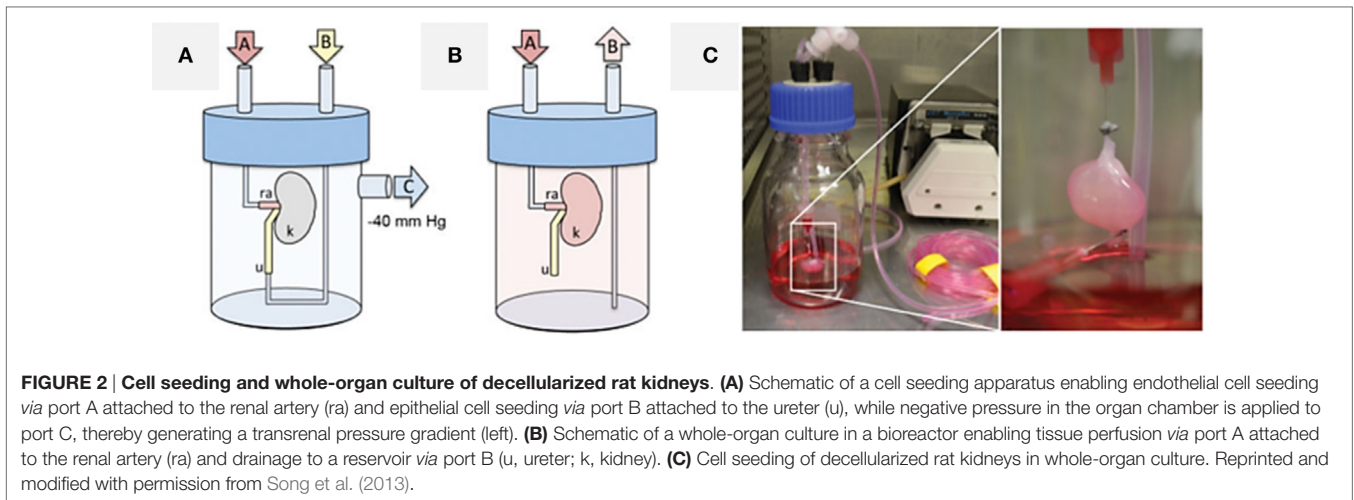 A
A
B
ra
k
u
C
-40 mm Hg
B
A
B
ra
k
u
C
FIGURE 2 | Cell seeding and whole-organ culture of decellularized rat kidneys. (A) Schematic of a cell seeding apparatus enabling endothelial cell seeding
via port A attached to the renal artery (ra) and epithelial cell seeding via port B attached to the ureter (u), while negative pressure in the organ chamber is applied to
port C, thereby generating a transrenal pressure gradient (left). (B) Schematic of a whole-organ culture in a bioreactor enabling tissue perfusion via port A attached
to the renal artery (ra) and drainage to a reservoir via port B (u, ureter; k, kidney). (C) Cell seeding of decellularized rat kidneys in whole-organ culture. Reprinted and
modified with permission from Song et al. (2013).